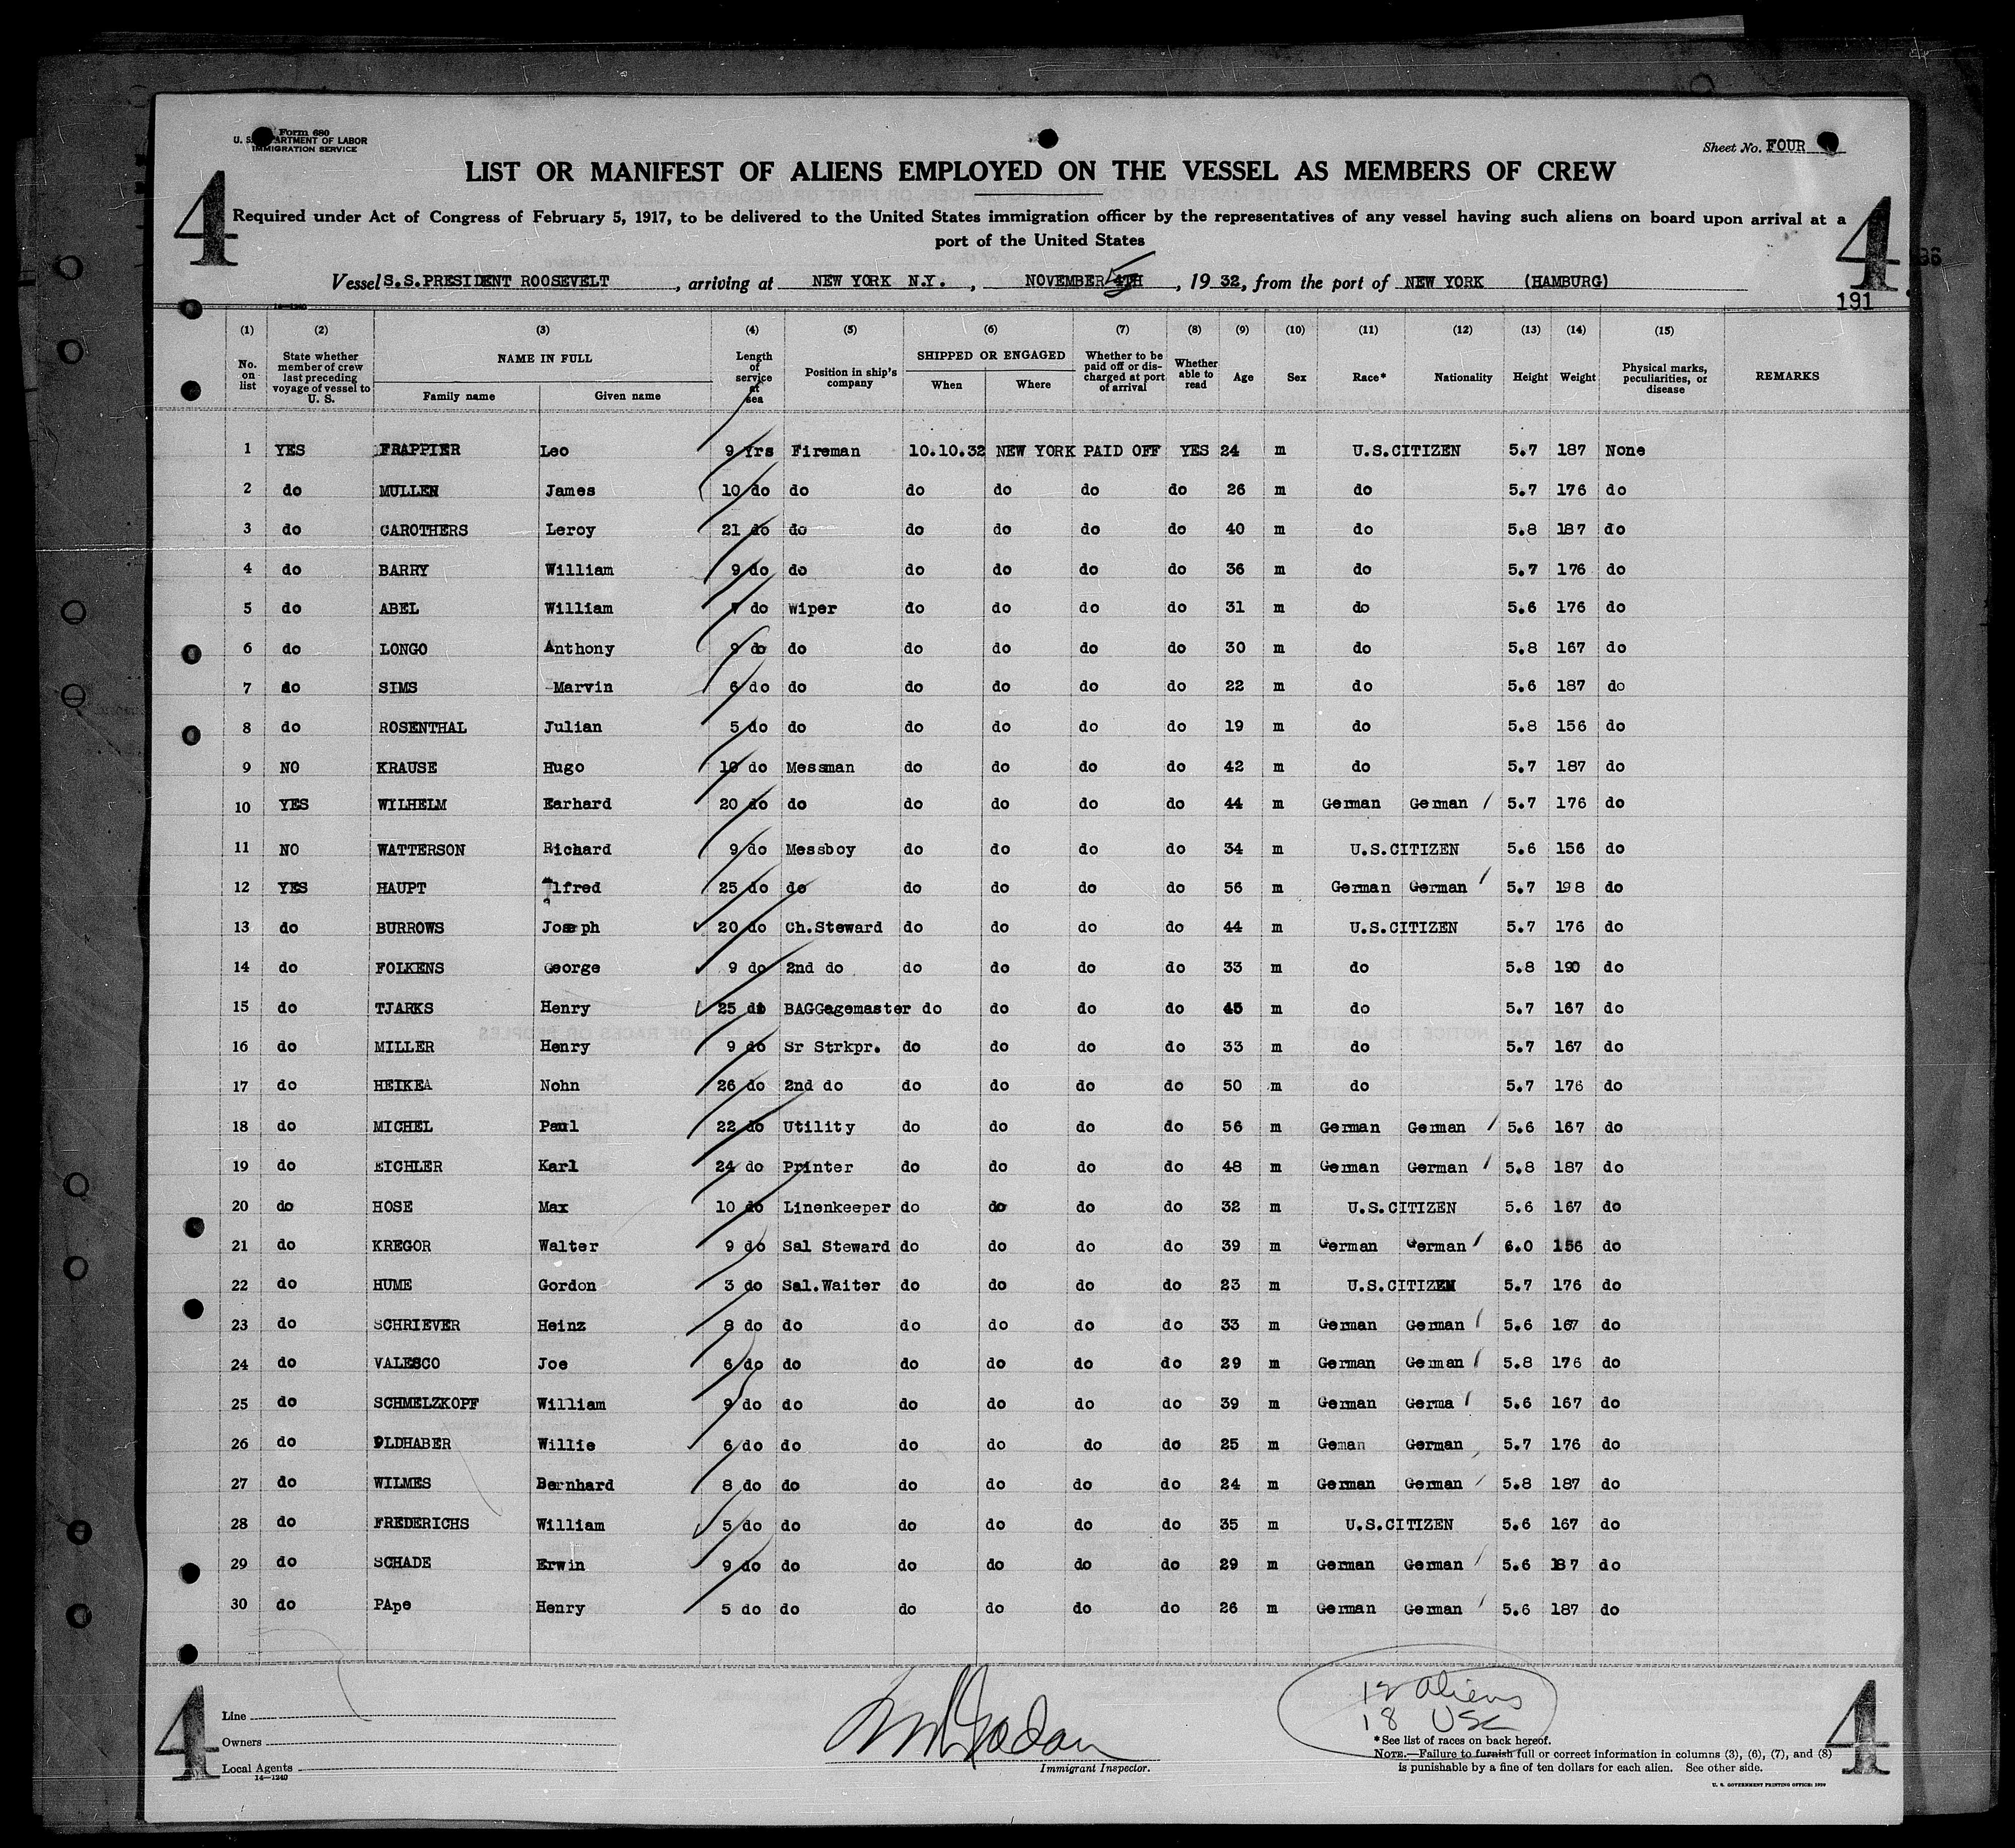 Form 680
U. S. DEPARTMENT OF LABOR
IMMIGRATION SERVICE
Sheet No. FOUR
LIST OR MANIFEST OF ALIENS EMPLOYED ON THE VESSEL AS MEMBERS OF CREW
4 4
Required under Act of Congress of February 5, 1917, to be delivered to the United States immigration officer by the representatives of any vessel having such aliens on board upon arrival at a
port of the United States
Vessel S.S.PRESIDENT ROOSEVELT, arriving at NEW YORK N.Y., NOVEMBER 4TH 5, 1932, from the port of NEW YORK (HAMBURG)
14-1240
191
(1) (2) (3) (4) (5) (6) (7) (8) (9) (10) (11) (12) (13) (14) (15)
No. on list State whether member of crew last preceding voyage of vessel to U. S. NAME IN FULL Family name Given name Length of service at sea Position in ship's company SHIPPED OR ENGAGED When Where Whether to be paid off or discharged at port of arrival Whether able to read Age Sex Race* Nationality Height Weight Physical marks, peculiarities, or disease REMARKS
1 YES FRAPPIER Leo 9 Yrs Fireman 10.10.32 NEW YORK PAID OFF YES 24 m U.S.CITIZEN 5.7 187 None
2 do MULLEN James 10 do do do do do do 26 m do 5.7 176 do
3 do CAROTHERS Leroy 21 do do do do do do 40 m do 5.8 187 do
4 do BARRY William 9 do do do do do do 36 m do 5.7 176 do
5 do ABEL William do wiper do do do do 31 m do 5.6 176 do
6 do LONGO Anthony 9 do do do do do do 30 m do 5.8 167 do
7 do SIMS Marvin 6 do do do do do do 22 m do 5.6 187 do
8 do ROSENTHAL Julian 5 do do do do do do 19 m do 5.8 156 do
9 NO KRAUSE Hugo 10 do Messman do do do do 42 m do 5.7 187 do
10 YES WILHELM Earhard 20 do do do do do do 44 m German German 5.7 176 do
11 NO WATTERSON Richard 9 do Messboy do do do do 34 m U.S.CITIZEN 5.6 156 do
12 YES HAUPT Alfred 25 do do do do do do 56 m German German 5.7 198 do
13 do BURROWS Joseph 20 do Ch.Steward do do do do 44 m U.S.CITIZEN 5.7 176 do
14 do FOLKENS George 9 do 2nd do do do do do 33 m do 5.8 190 do
15 do TJARKS Henry 25 do BAGGagemaster do do do do 45 m do 5.7 167 do
16 do MILLER Henry 9 do Sr Strkpr. do do do do 33 m do 5.7 167 do
17 do HEIKEA Nohn 26 do 2nd do do do do do 50 m do 5.7 176 do
18 do MICHEL Paul 22 do Utility do do do do 56 m German German 5.6 167 do
19 do EICHLER Karl 24 do Printer do do do do 48 m German German 5.8 187 do
20 do HOSE Max 10 do Linenkeeper do do do do 32 m U.S.CITIZEN 5.6 167 do
21 do KREGOR Walter 9 do Sal Steward do do do do 39 m German German 6.0 156 do
22 do HUME Gordon 3 do Sal.Waiter do do do do 23 m U.S.CITIZEN 5.7 176 do
23 do SCHRIEVER Heinz 8 do do do do do do 33 m German German 5.6 167 do
24 do VALESCO Joe 6 do do do do do do 29 m German German 5.8 176 do
25 do SCHMELZKOPF William 9 do do do do do do 39 m German Germa 5.6 167 do
26 do OLDHABER Willie 6 do do do do do do 25 m Geman German 5.7 176 do
27 do WILMES Bernhard 8 do do do do do do 24 m German German 5.8 187 do
28 do FREDERICHS William 5 do do do do do do 35 m U.S.CITIZEN 5.6 167 do
29 do SCHADE Erwin 9 do do do do do do 29 m German German 5.6 187 do
30 do PApe Henry 5 do do do do do do 26 m German German 5.6 187 do
12 aliens
18 USC
4 4
Line
Owners
Local Agents
14-1240
Immigrant Inspector.
*See list of races on back hereof.
NOTE.—Failure to furnish full or correct information in columns (3), (6), (7), and (8)
is punishable by a fine of ten dollars for each alien. See other side.
U. S. GOVERNMENT PRINTING OFFICE: 1930